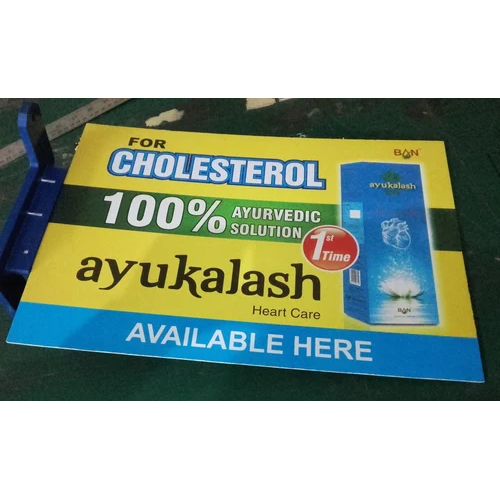 FOR
CHOLESTEROL
100% AYURVEDIC SOLUTION
1st Time
ayukalash
Heart Care
AVAILABLE HERE
BAN
ayukalash
BAN